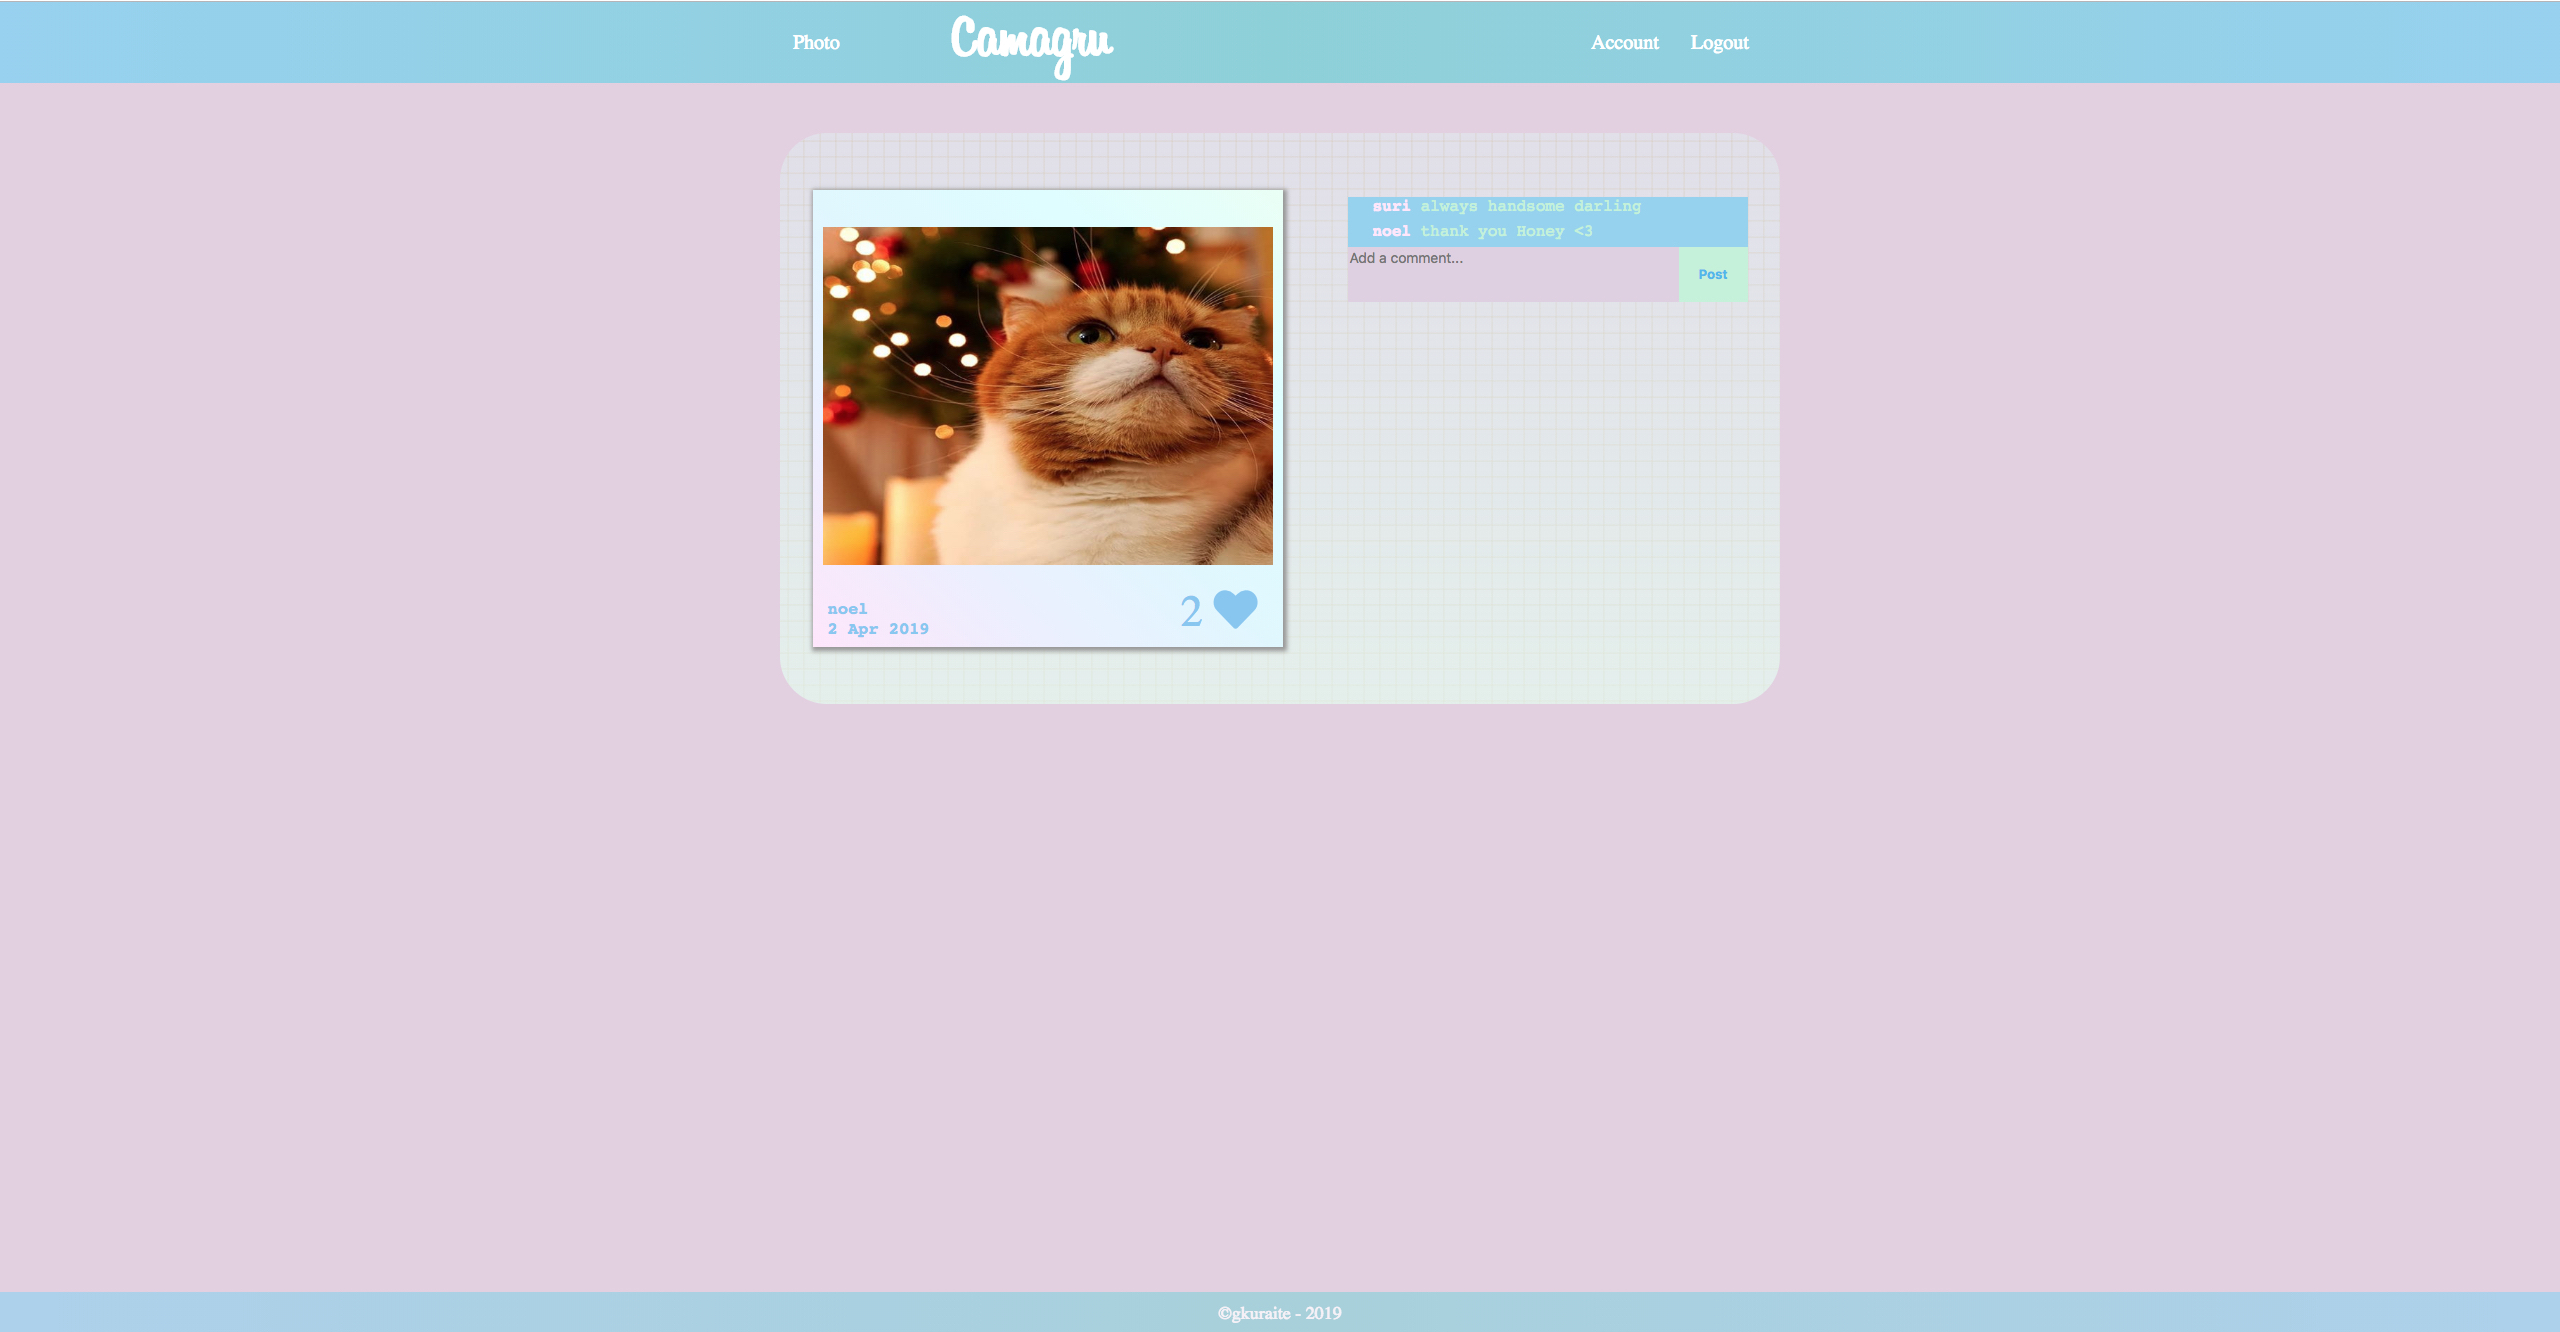 Photo
Camagru
Account
Logout
suri always handsome darling
noel thank you Honey <3
Add a comment...
Post
noel
2 Apr 2019
2
©gkuraite - 2019